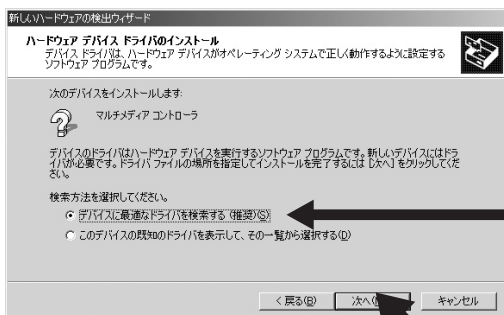 新しいハードウェアの検出ウィザード
ハードウェア デバイス ドライバのインストール
デバイス ドライバは、ハードウェア デバイスがオペレーティング システムで正しく動作するように設定する
ソフトウェア プログラムです。
次のデバイスをインストールします:
マルチメディア コントローラ
デバイスのドライバはハードウェア デバイスを実行するソフトウェア プログラムです。新しいデバイスにはドラ
イバが必要です。ドライバ ファイルの場所を指定してインストールを完了するには [次へ] をクリックしてくだ
さい。
検索方法を選択してください。
デバイスに最適なドライバを検索する (推奨)(S)
このデバイスの既知のドライバを表示して、その一覧から選択する(D)
< 戻る(B) 次へ( キャンセル